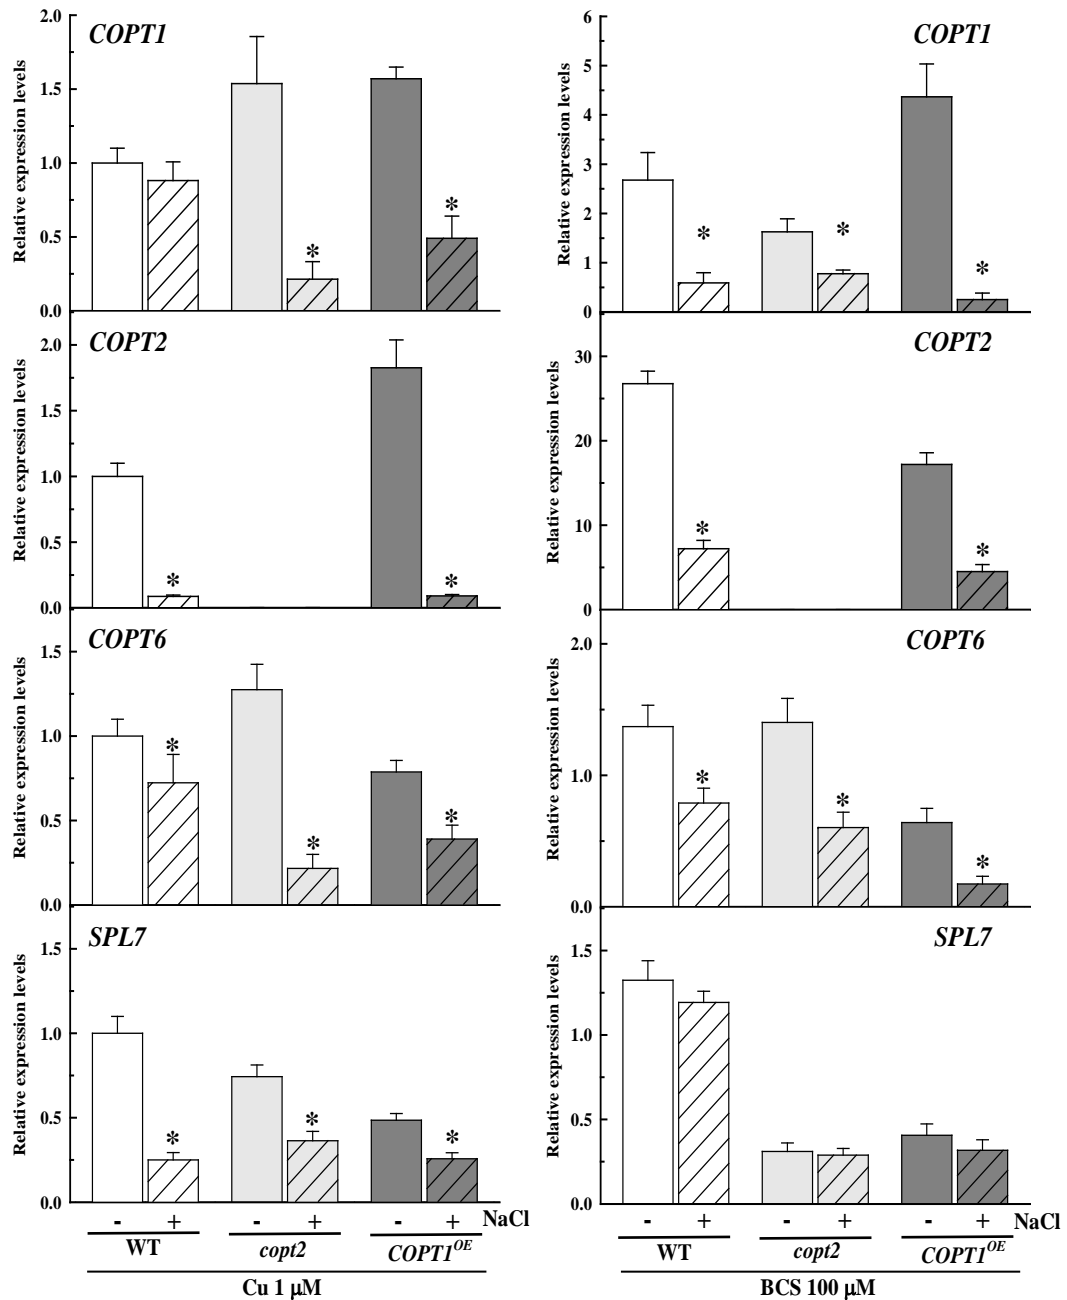 COPT1
Relative expression levels
2.0
1.5
1.0
0.5
0.0
*
*
COPT1
Relative expression levels
6
5
4
3
2
1
0
*
*
*
COPT2
Relative expression levels
2.0
1.5
1.0
0.5
0.0
*
*
COPT2
Relative expression levels
30
20
10
0
*
*
COPT6
Relative expression levels
1.5
1.0
0.5
0.0
*
*
*
COPT6
Relative expression levels
2.0
1.0
0.0
*
*
*
SPL7
Relative expression levels
1.5
1.0
0.5
0.0
*
*
*
SPL7
Relative expression levels
1.5
1.0
0.5
0.0
- + - + - + NaCl
WT copt2 COPT1OE
Cu 1 μM
- + - + - + NaCl
WT copt2 COPT1OE
BCS 100 μM